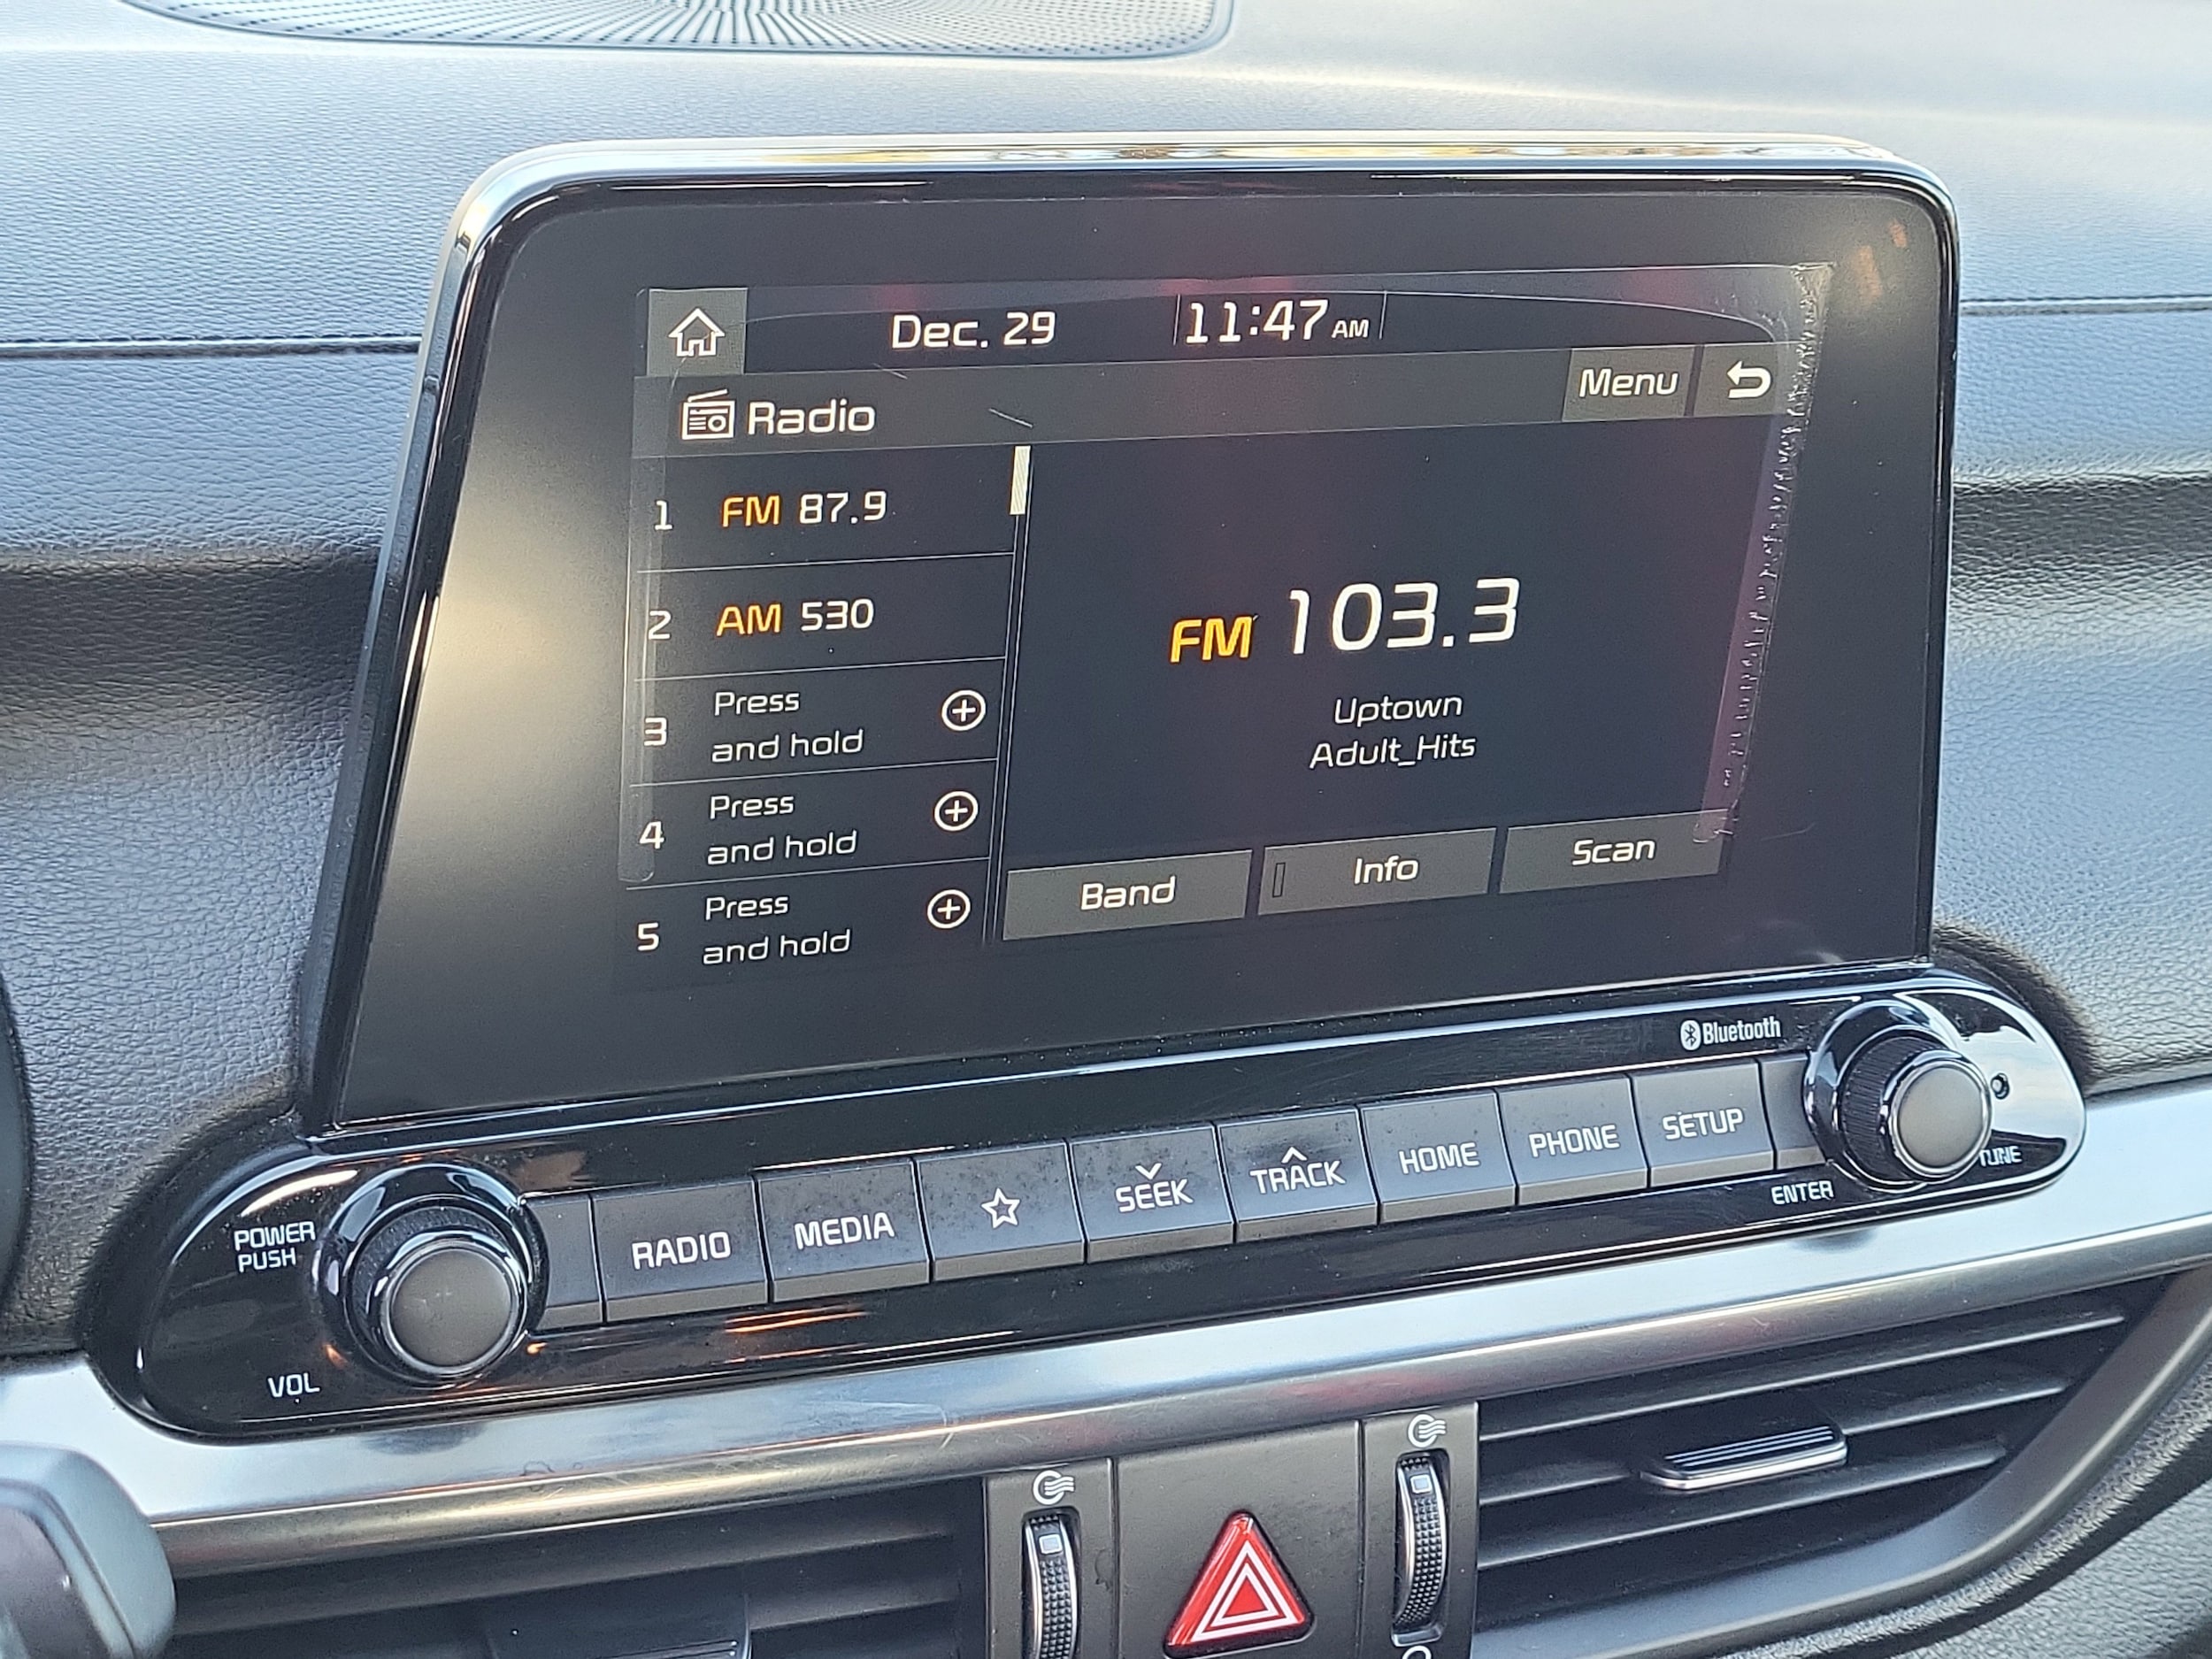 Dec. 29 11:47 AM
Radio Menu
1 FM 87.9
2 AM 530
3 Press
and hold
4 Press
and hold
5 Press
and hold
FM 103.3
Uptown
Adult_Hits
Band Info Scan
Bluetooth
POWER
PUSH
VOL
RADIO MEDIA SEEK TRACK HOME PHONE SETUP
ENTER
TUNE